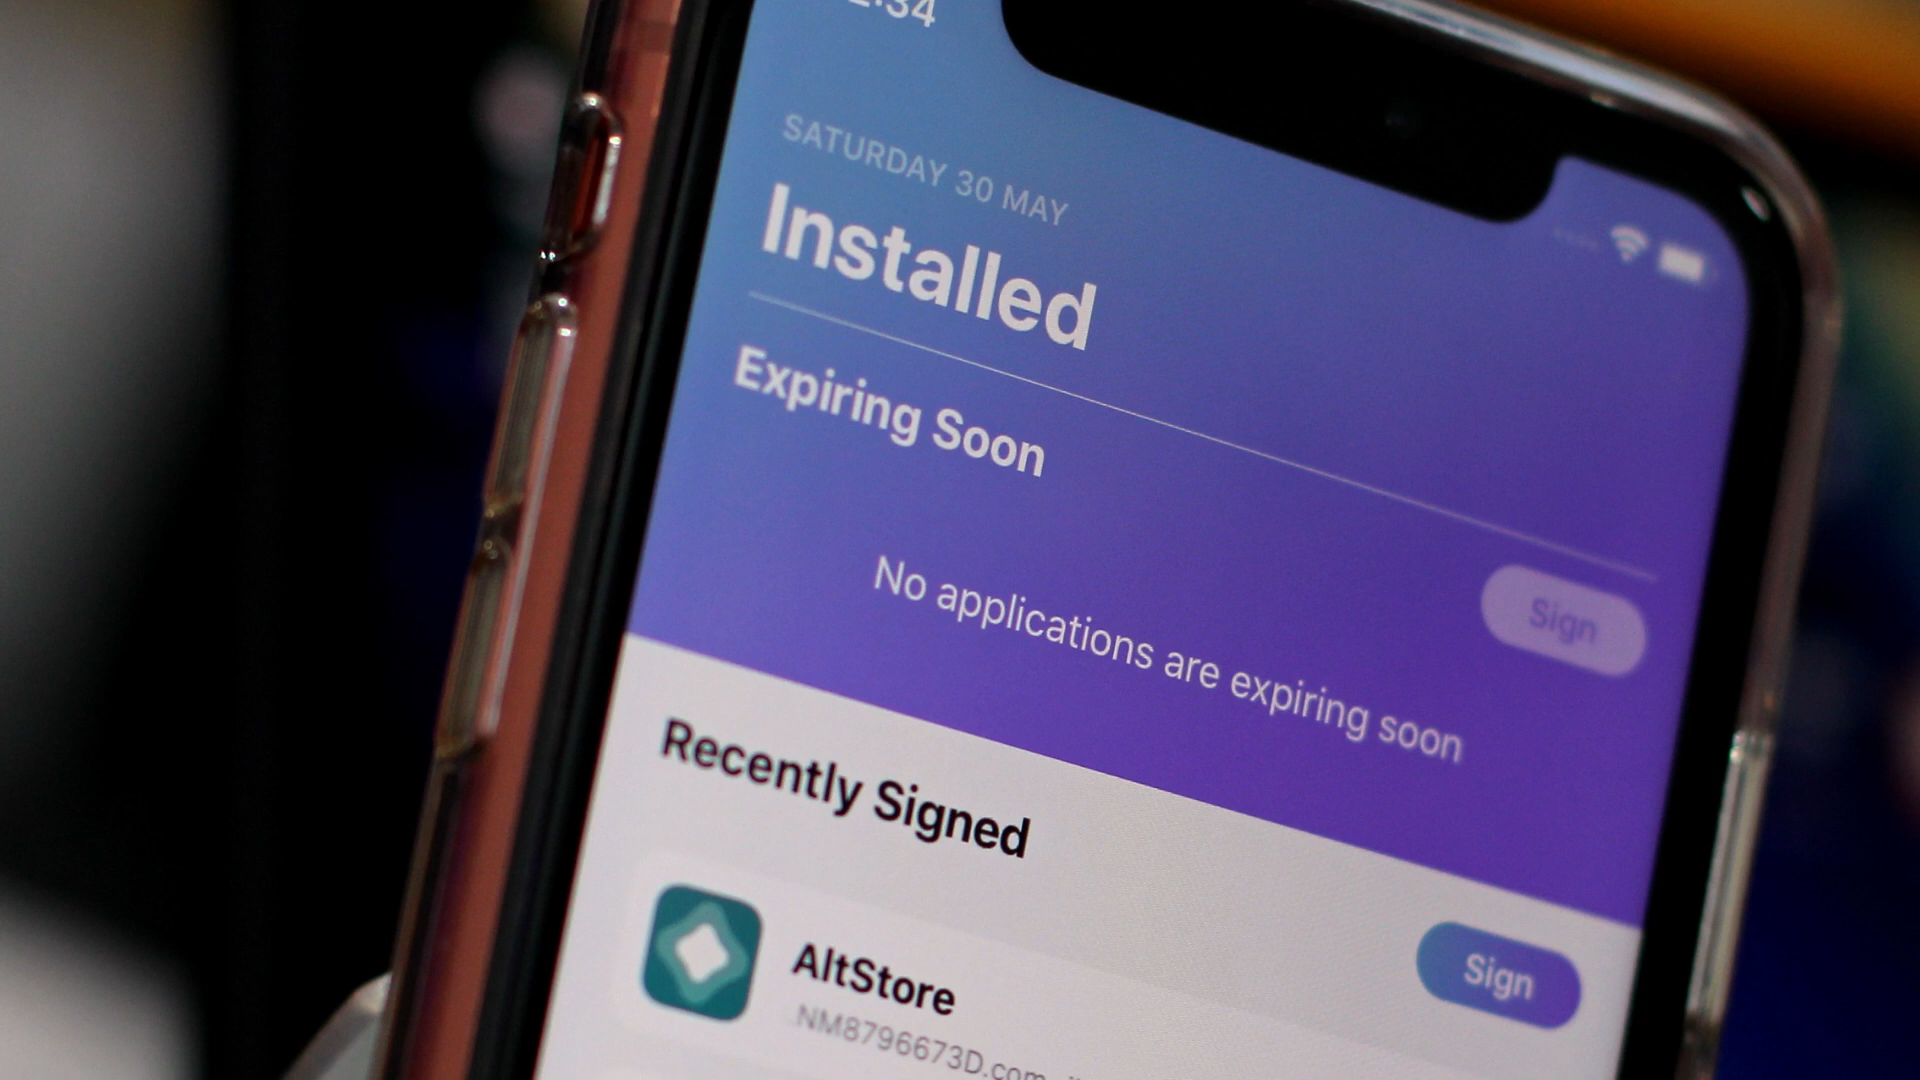 SATURDAY 30 MAY
Installed
Expiring Soon
Sign
No applications are expiring soon
Recently Signed
Sign
AltStore